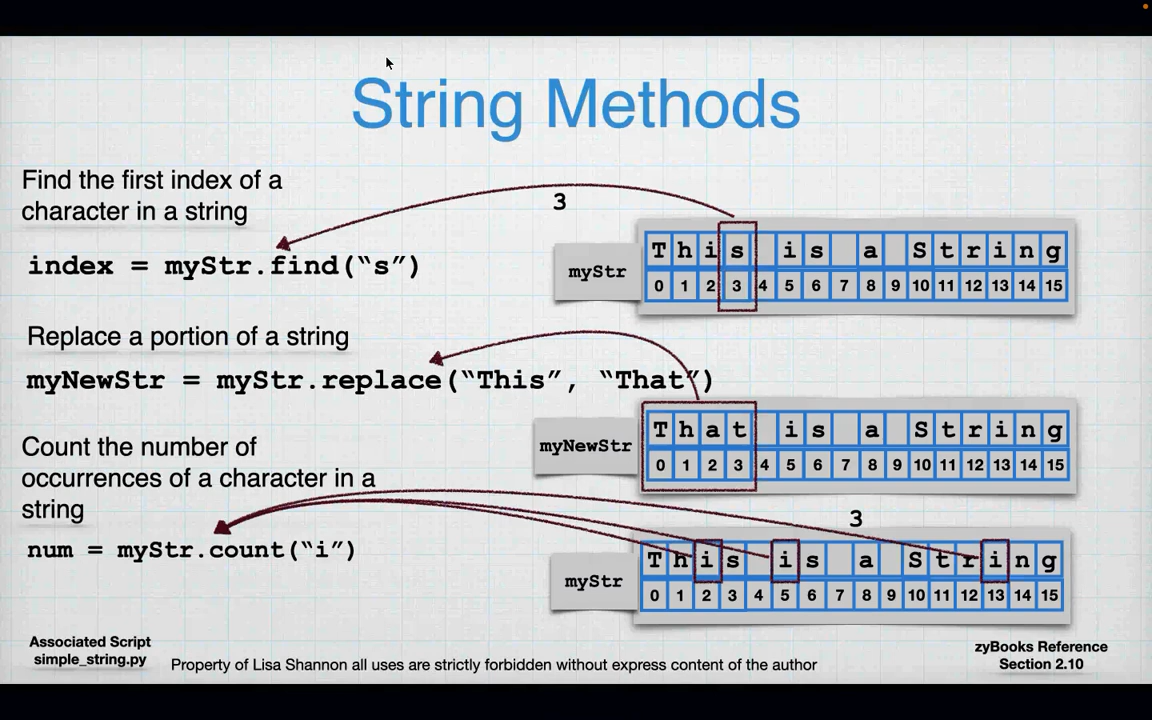 String Methods
Find the first index of a
character in a string
index = myStr.find(“s”)
3
myStr
T h i s i s a S t r i n g
0 1 2 3 4 5 6 7 8 9 10 11 12 13 14 15
Replace a portion of a string
myNewStr = myStr.replace(“This”, “That”)
myNewStr
T h a t i s a S t r i n g
0 1 2 3 4 5 6 7 8 9 10 11 12 13 14 15
Count the number of
occurrences of a character in a
string
num = myStr.count(“i”)
3
myStr
T h i s i s a S t r i n g
0 1 2 3 4 5 6 7 8 9 10 11 12 13 14 15
Associated Script
simple_string.py
Property of Lisa Shannon all uses are strictly forbidden without express content of the author
zyBooks Reference
Section 2.10